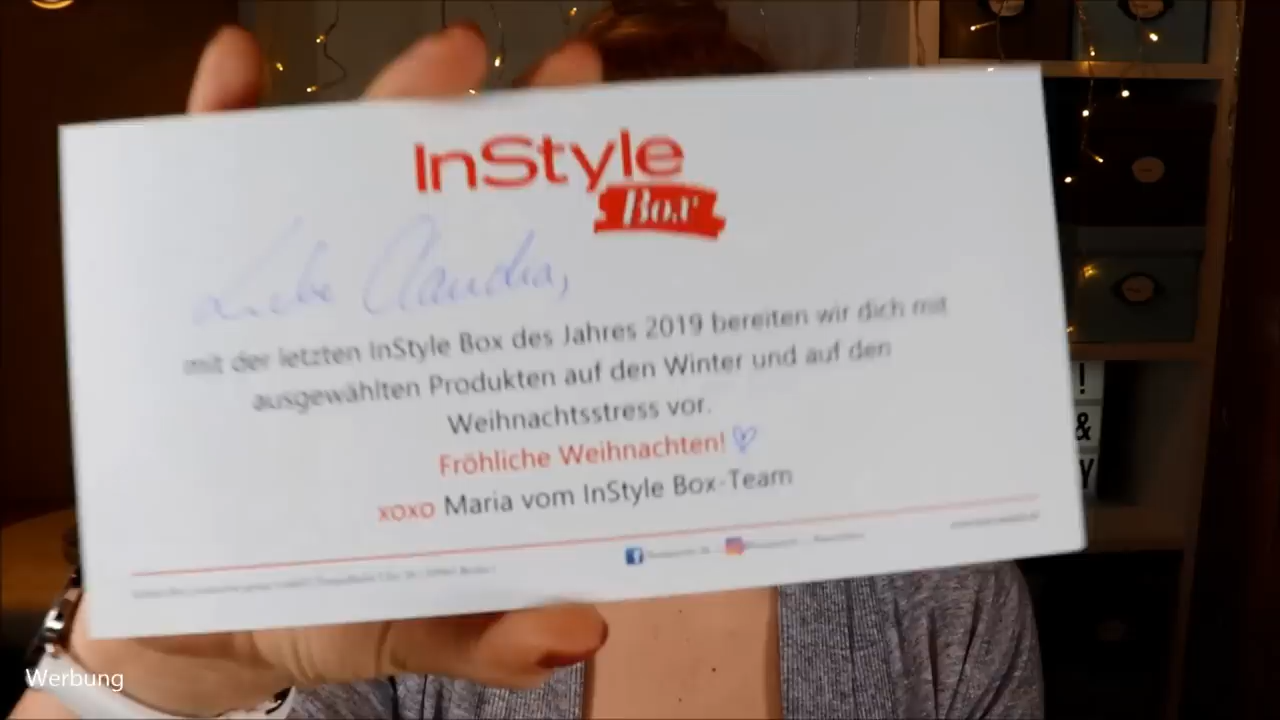 InStyle
Box
Liebe Claudia,
mit der letzten InStyle Box des Jahres 2019 bereiten wir dich mit
ausgewählten Produkten auf den Winter und auf den
Weihnachtsstress vor.
Fröhliche Weihnachten! ♡
xoxo Maria vom InStyle Box-Team
!
&
Y
Werbung